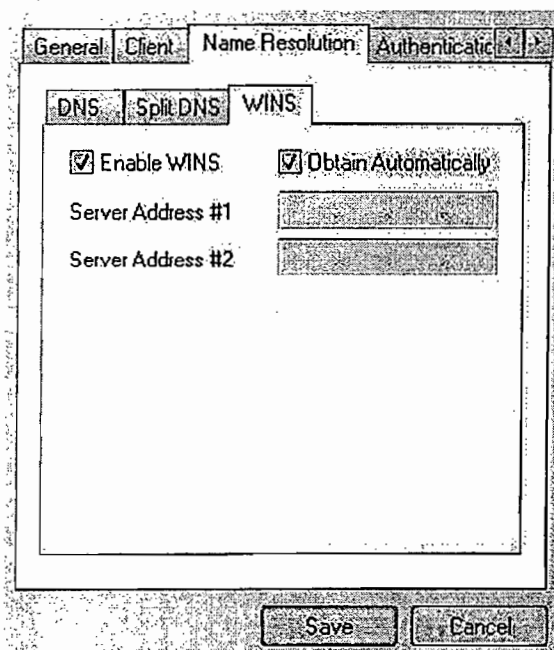 General Client Name Resolution Authenticatic
DNS Split DNS WINS
Enable WINS Obtain Automatically
Server Address #1
Server Address #2
Save Cancel